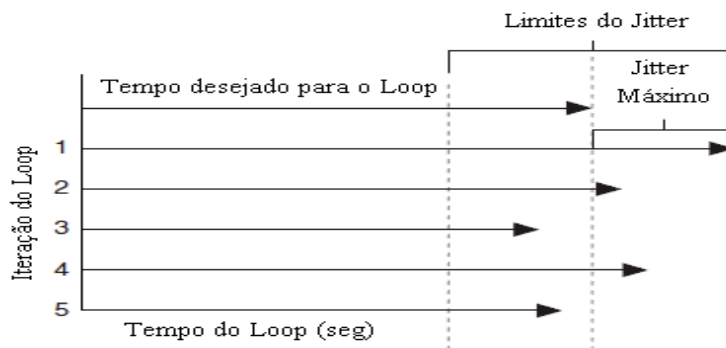 Limites do Jitter
Tempo desejado para o Loop
Jitter
Máximo
Iteração do Loop
1
2
3
4
5
Tempo do Loop (seg)